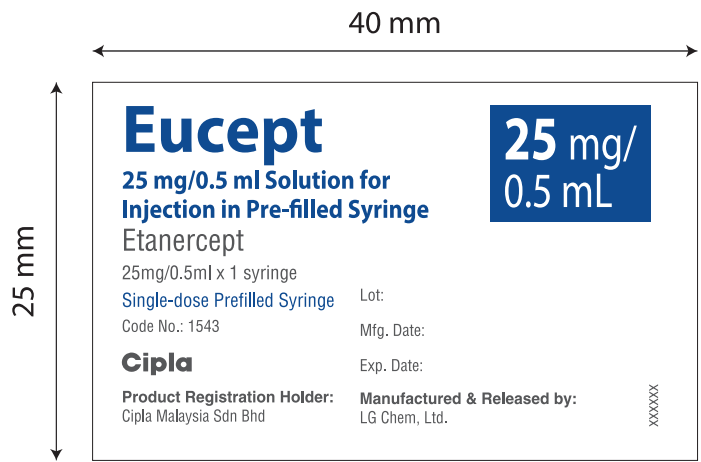 40 mm
25 mm
Eucept
25 mg/0.5 ml Solution for
Injection in Pre-filled Syringe
Etanercept
25mg/0.5ml x 1 syringe
Single-dose Prefilled Syringe
Code No.: 1543
Cipla
Product Registration Holder:
Cipla Malaysia Sdn Bhd
25 mg/
0.5 mL
Lot:
Mfg. Date:
Exp. Date:
Manufactured & Released by:
LG Chem, Ltd.
XXXXXX